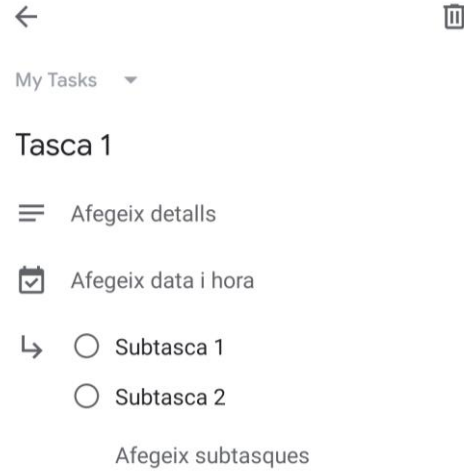 My Tasks
Tasca 1
Afegeix detalls
Afegeix data i hora
Subtasca 1
Subtasca 2
Afegeix subtasques